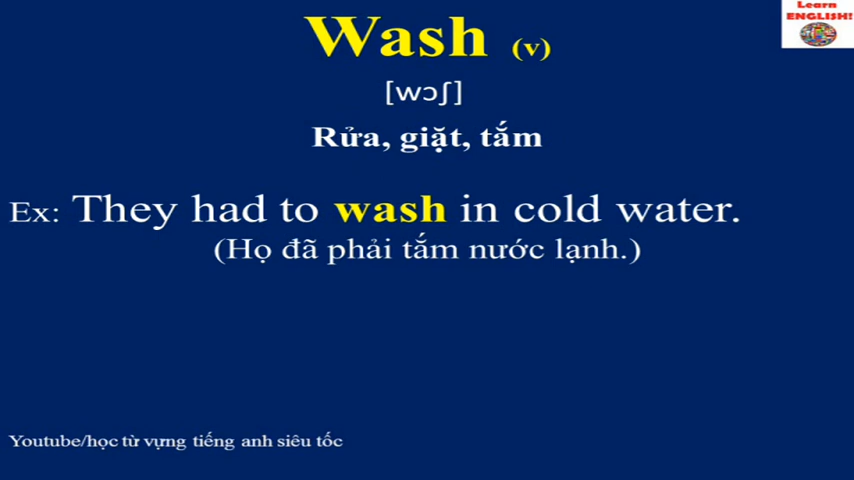 Learn
ENGLISH!
Wash (v)
[wɔʃ]
Rửa, giặt, tắm
Ex: They had to wash in cold water.
(Họ đã phải tắm nước lạnh.)
Youtube/học từ vựng tiếng anh siêu tốc